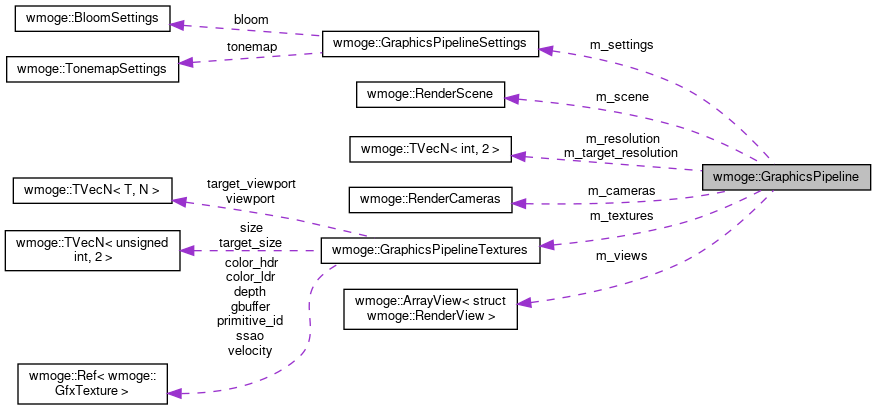 wmoge::BloomSettings
bloom
tonemap
wmoge::TonemapSettings
wmoge::GraphicsPipelineSettings
m_settings
wmoge::RenderScene
m_scene
wmoge::TVecN< int, 2 >
m_resolution
m_target_resolution
wmoge::GraphicsPipeline
wmoge::TVecN< T, N >
target_viewport
viewport
wmoge::RenderCameras
m_cameras
wmoge::TVecN< unsigned
int, 2 >
size
target_size
wmoge::GraphicsPipelineTextures
m_textures
color_hdr
color_ldr
depth
gbuffer
primitive_id
ssao
velocity
wmoge::ArrayView< struct
wmoge::RenderView >
m_views
wmoge::Ref< wmoge::
GfxTexture >